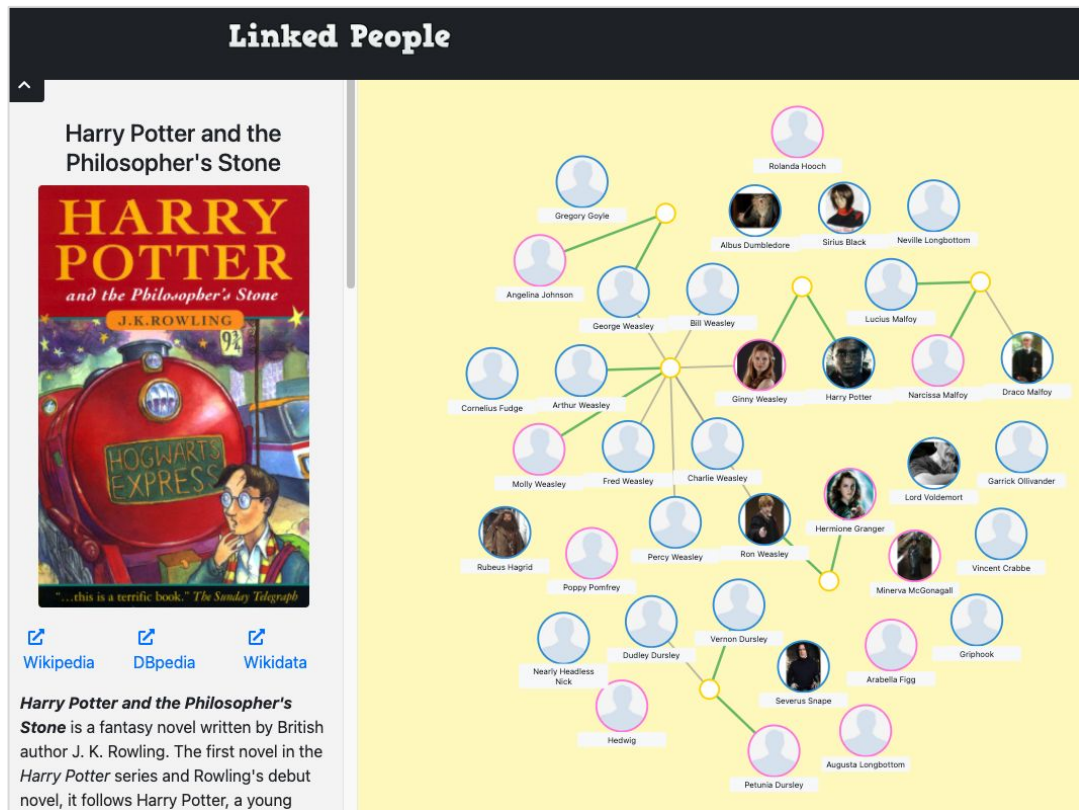 Linked People
Harry Potter and the
Philosopher's Stone
HARRY
POTTER
and the Philosopher's Stone
J.K.ROWLING
9¾
HOGWARTS
EXPRESS
"...this is a terrific book." The Sunday Telegraph
Wikipedia
DBpedia
Wikidata
Harry Potter and the Philosopher's
Stone is a fantasy novel written by British
author J. K. Rowling. The first novel in the
Harry Potter series and Rowling's debut
novel, it follows Harry Potter, a young
Rolanda Hooch
Gregory Goyle
Albus Dumbledore
Sirius Black
Neville Longbottom
Angelina Johnson
George Weasley
Bill Weasley
Lucius Malfoy
Cornelius Fudge
Arthur Weasley
Ginny Weasley
Harry Potter
Narcissa Malfoy
Draco Malfoy
Molly Weasley
Fred Weasley
Charlie Weasley
Lord Voldemort
Garrick Ollivander
Rubeus Hagrid
Poppy Pomfrey
Percy Weasley
Ron Weasley
Hermione Granger
Minerva McGonagall
Vincent Crabbe
Nearly Headless
Nick
Dudley Dursley
Vernon Dursley
Severus Snape
Arabella Figg
Griphook
Hedwig
Petunia Dursley
Augusta Longbottom